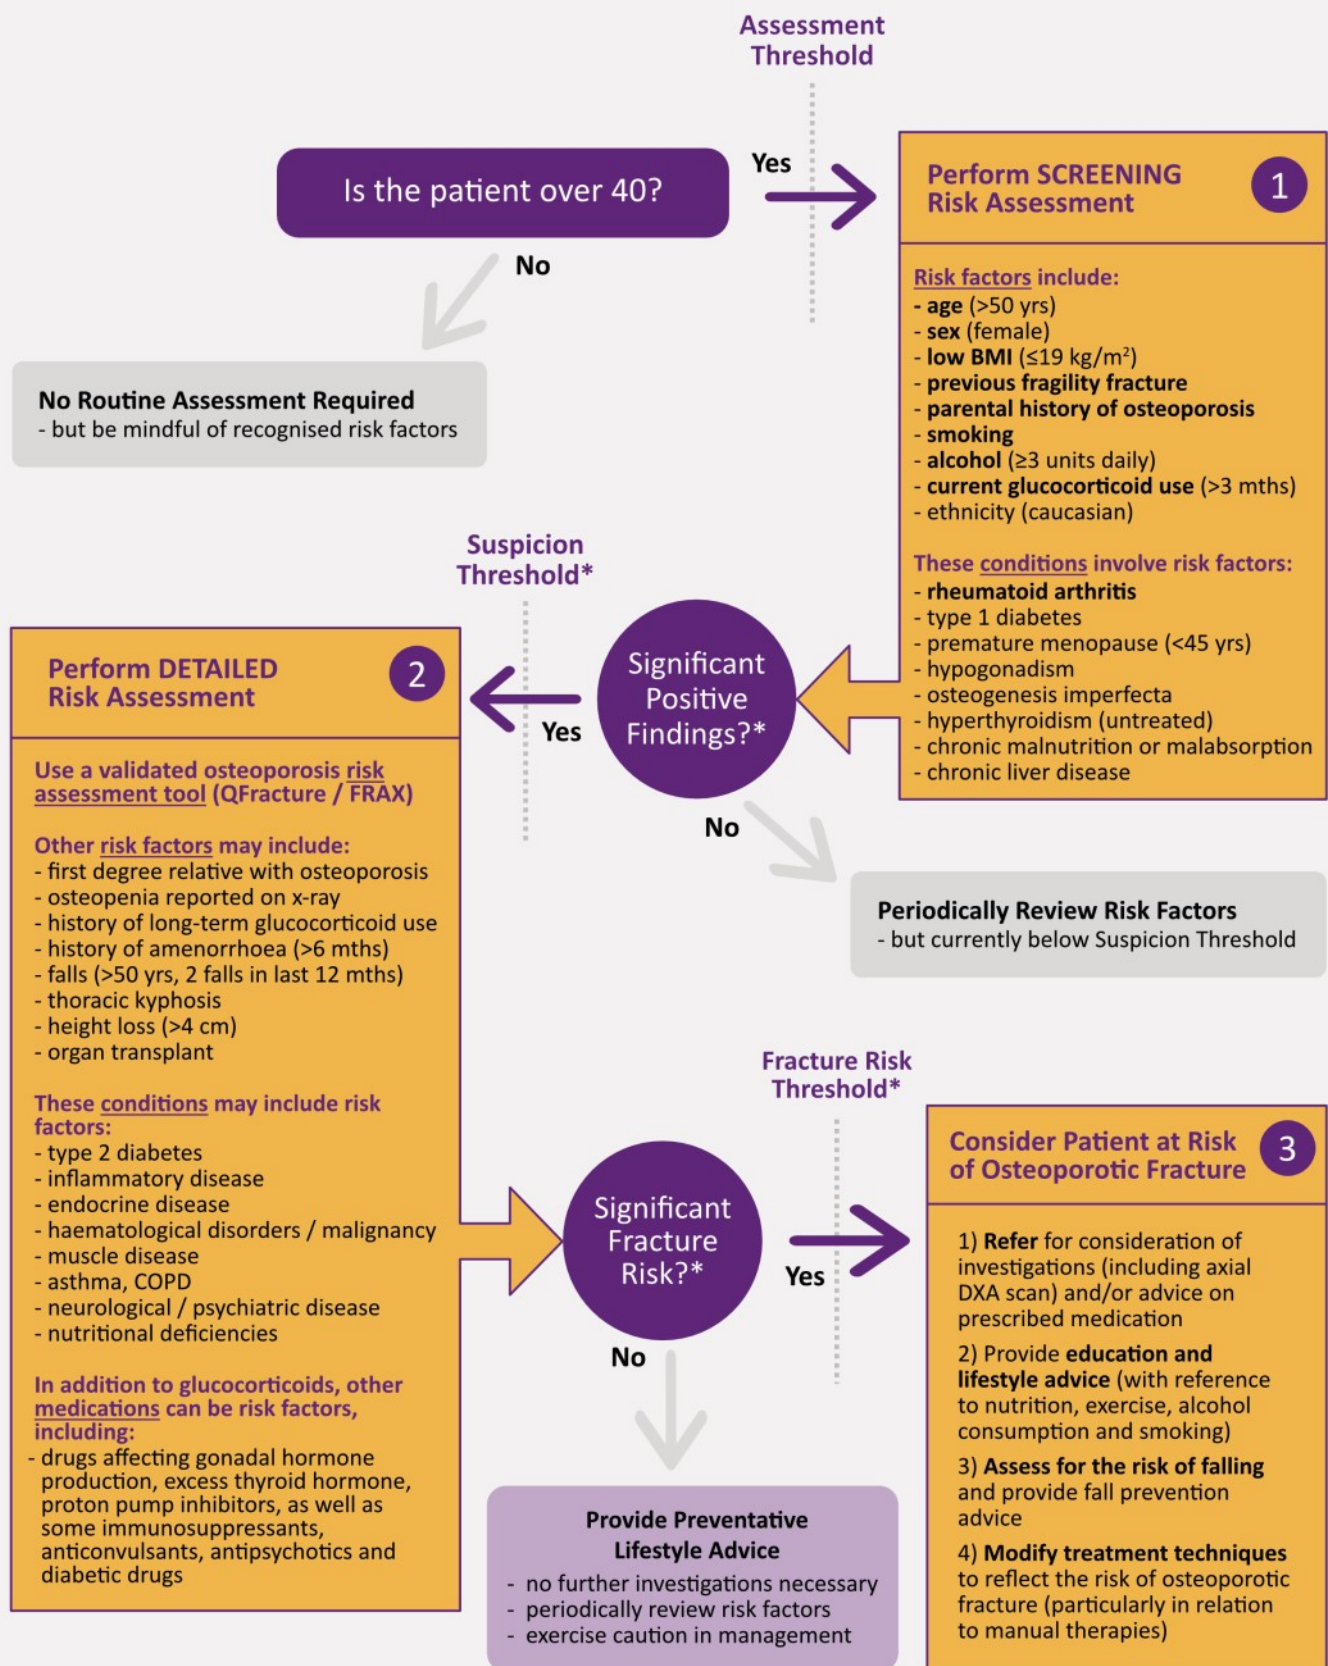 Assessment
Threshold
Is the patient over 40?
Yes
No
No Routine Assessment Required
- but be mindful of recognised risk factors
Perform SCREENING
Risk Assessment
1
Risk factors include:
- age (>50 yrs)
- sex (female)
- low BMI (≤19 kg/m²)
- previous fragility fracture
- parental history of osteoporosis
- smoking
- alcohol (≥3 units daily)
- current glucocorticoid use (>3 mths)
- ethnicity (caucasian)
These conditions involve risk factors:
- rheumatoid arthritis
- type 1 diabetes
- premature menopause (<45 yrs)
- hypogonadism
- osteogenesis imperfecta
- hyperthyroidism (untreated)
- chronic malnutrition or malabsorption
- chronic liver disease
Significant
Positive
Findings?*
Suspicion
Threshold*
Yes
No
Periodically Review Risk Factors
- but currently below Suspicion Threshold
Perform DETAILED
Risk Assessment
2
Use a validated osteoporosis risk
assessment tool (QFracture / FRAX)
Other risk factors may include:
- first degree relative with osteoporosis
- osteopenia reported on x-ray
- history of long-term glucocorticoid use
- history of amenorrhoea (>6 mths)
- falls (>50 yrs, 2 falls in last 12 mths)
- thoracic kyphosis
- height loss (>4 cm)
- organ transplant
These conditions may include risk
factors:
- type 2 diabetes
- inflammatory disease
- endocrine disease
- haematological disorders / malignancy
- muscle disease
- asthma, COPD
- neurological / psychiatric disease
- nutritional deficiencies
In addition to glucocorticoids, other
medications can be risk factors,
including:
- drugs affecting gonadal hormone
production, excess thyroid hormone,
proton pump inhibitors, as well as
some immunosuppressants,
anticonvulsants, antipsychotics and
diabetic drugs
Significant
Fracture
Risk?*
Fracture Risk
Threshold*
Yes
No
Provide Preventative
Lifestyle Advice
- no further investigations necessary
- periodically review risk factors
- exercise caution in management
Consider Patient at Risk
of Osteoporotic Fracture
3
1) Refer for consideration of
investigations (including axial
DXA scan) and/or advice on
prescribed medication
2) Provide education and
lifestyle advice (with reference
to nutrition, exercise, alcohol
consumption and smoking)
3) Assess for the risk of falling
and provide fall prevention
advice
4) Modify treatment techniques
to reflect the risk of osteoporotic
fracture (particularly in relation
to manual therapies)